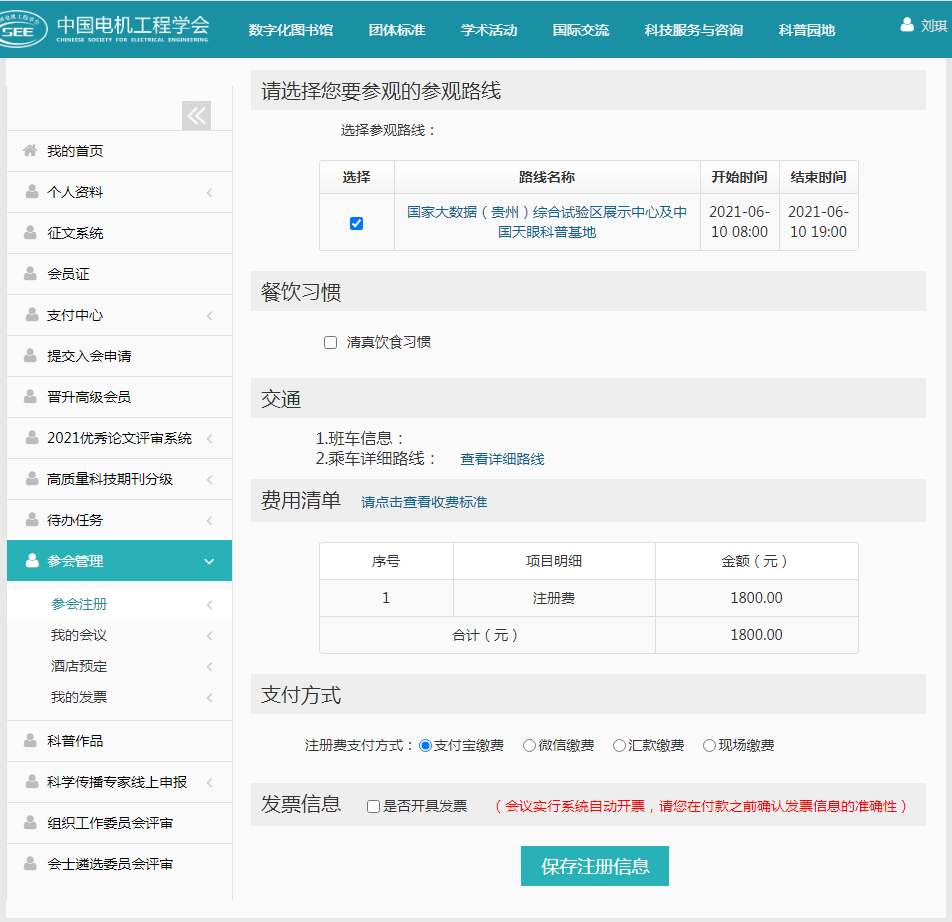 SEE
中国电机工程学会
CHINESE SOCIETY FOR ELECTRICAL ENGINEERING
数字化图书馆 团体标准 学术活动 国际交流 科技服务与咨询 科普园地
刘琪
我的首页
个人资料
征文系统
会员证
支付中心
提交入会申请
晋升高级会员
2021优秀论文评审系统
高质量科技期刊分级
待办任务
参会管理
参会注册
我的会议
酒店预定
我的发票
科普作品
科学传播专家线上申报
组织工作委员会评审
会士遴选委员会评审
请选择您要参观的参观路线
选择参观路线：
选择 路线名称 开始时间 结束时间
国家大数据（贵州）综合试验区展示中心及中
国天眼科普基地
2021-06-
10 08:00
2021-06-
10 19:00
餐饮习惯
清真饮食习惯
交通
1.班车信息：
2.乘车详细路线： 查看详细路线
费用清单 请点击查看收费标准
序号 项目明细 金额（元）
1 注册费 1800.00
合计（元） 1800.00
支付方式
注册费支付方式： 支付宝缴费 微信缴费 汇款缴费 现场缴费
发票信息 是否开具发票 （会议实行系统自动开票，请您在付款之前确认发票信息的准确性）
保存注册信息